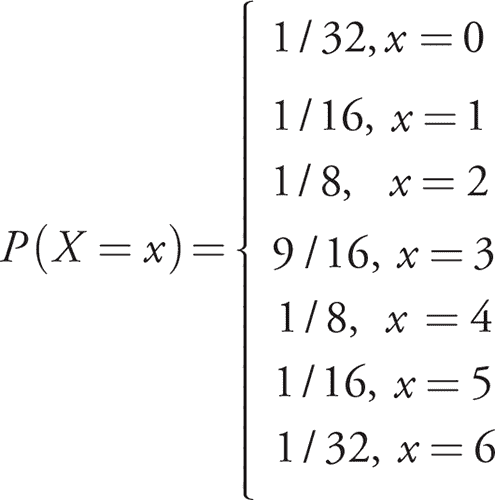 1 / 32, x = 0
1 / 16, x = 1
1 / 8, x = 2
P(X = x) = { 9 / 16, x = 3
1 / 8, x = 4
1 / 16, x = 5
1 / 32, x = 6